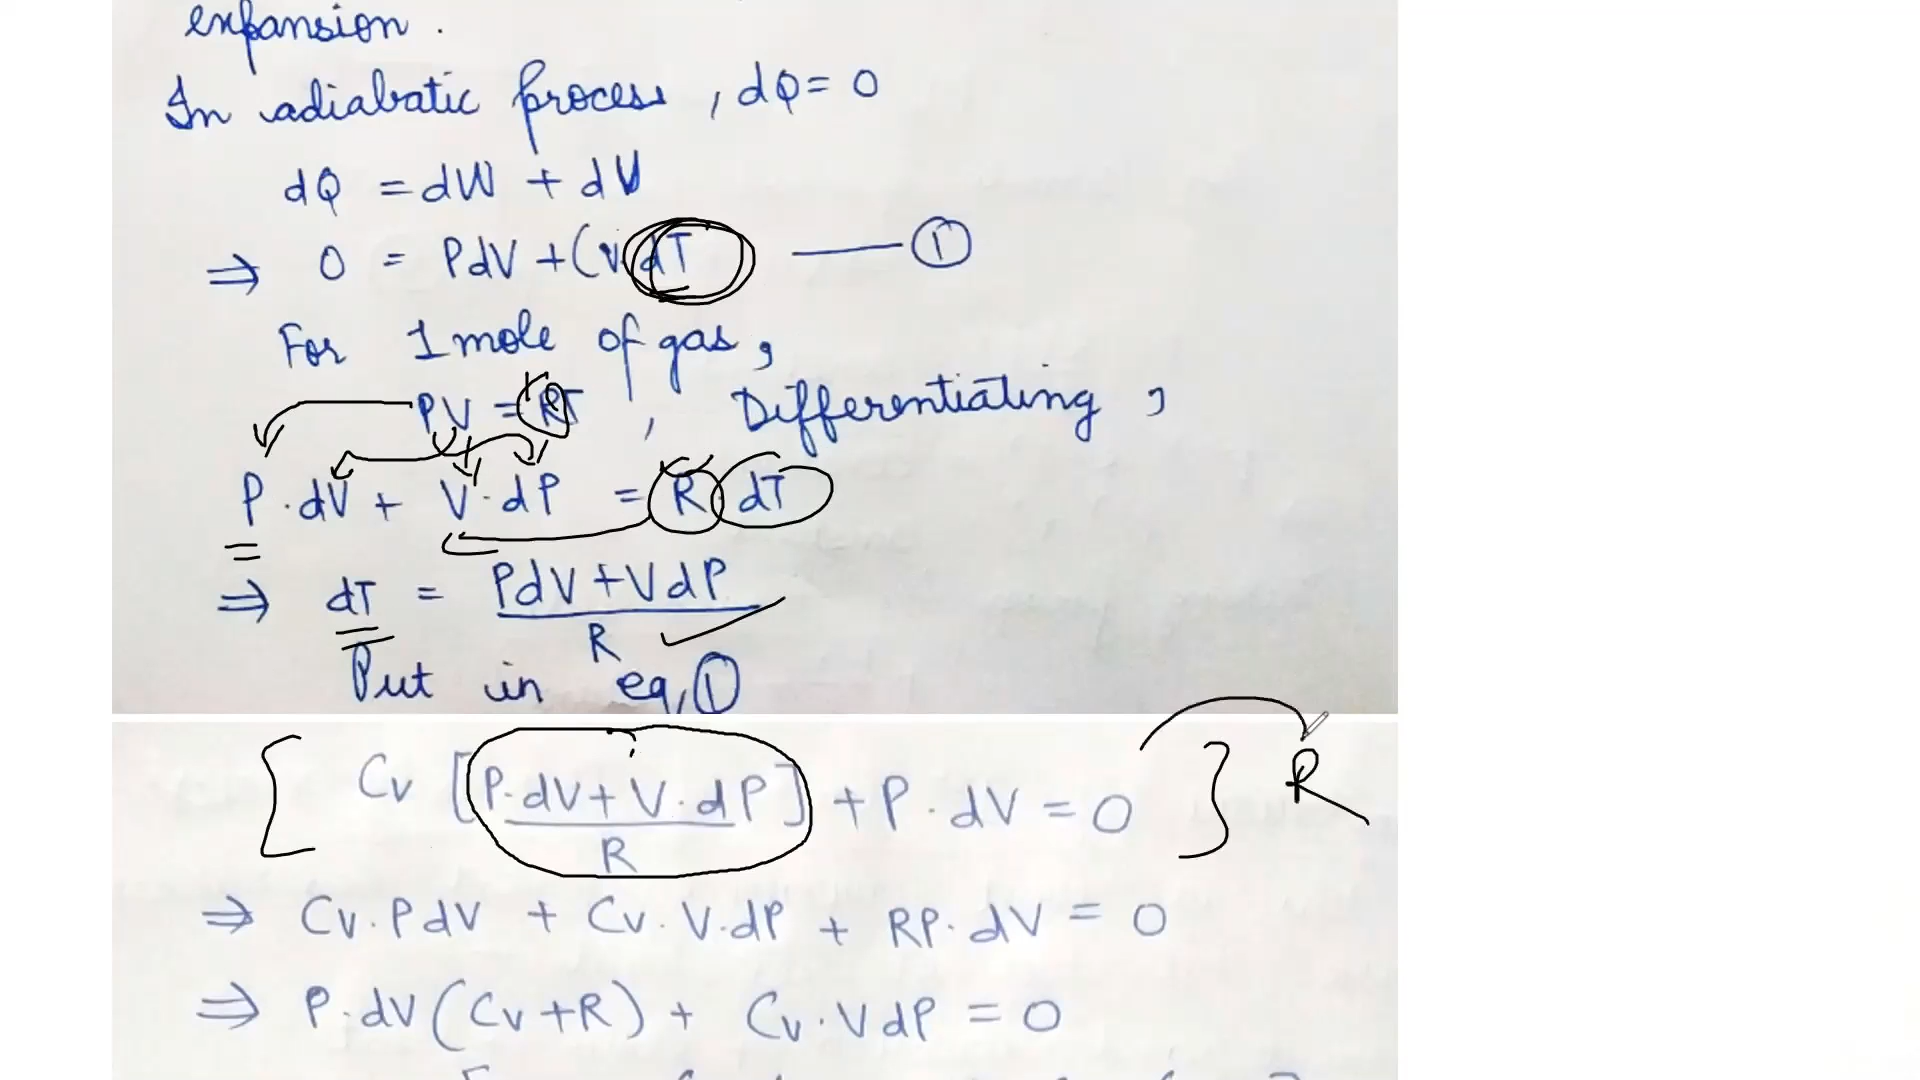 expansion.
In adiabatic process, dQ = 0
dQ = dW + dU
⇒ 0 = PdV + Cv.dT —— ①
For 1 mole of gas,
PV = RT, Differentiating,
P.dV + V.dP = R.dT
⇒ dT = PdV + VdP / R
Put in eq. ①
[ Cv [P.dV + V.dP / R] + P.dV = 0 } R
⇒ Cv.PdV + Cv.V.dP + RP.dV = 0
⇒ P.dV (Cv + R) + Cv.VdP = 0